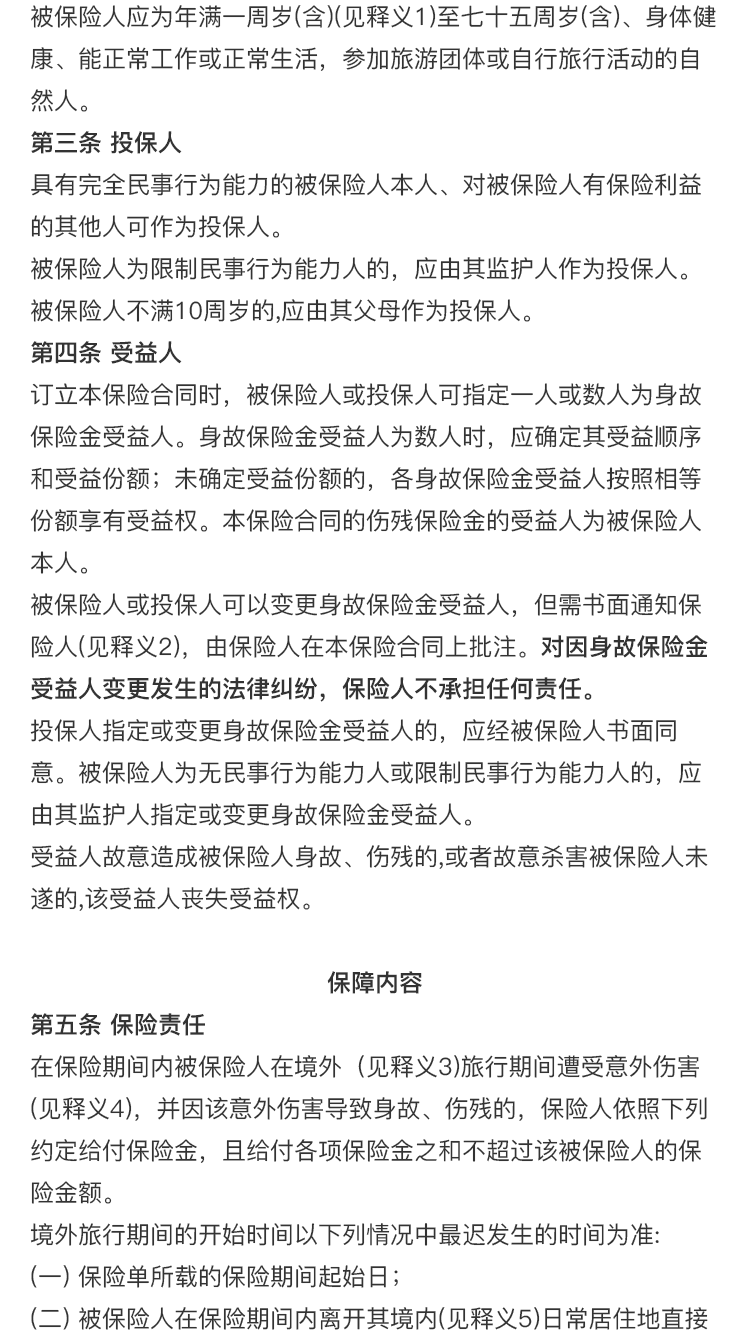 被保险人应为年满一周岁(含)(见释义1)至七十五周岁(含)、身体健
康、能正常工作或正常生活，参加旅游团体或自行旅行活动的自
然人。
第三条 投保人
具有完全民事行为能力的被保险人本人、对被保险人有保险利益
的其他人可作为投保人。
被保险人为限制民事行为能力人的，应由其监护人作为投保人。
被保险人不满10周岁的,应由其父母作为投保人。
第四条 受益人
订立本保险合同时，被保险人或投保人可指定一人或数人为身故
保险金受益人。身故保险金受益人为数人时，应确定其受益顺序
和受益份额；未确定受益份额的，各身故保险金受益人按照相等
份额享有受益权。本保险合同的伤残保险金的受益人为被保险人
本人。
被保险人或投保人可以变更身故保险金受益人，但需书面通知保
险人(见释义2)，由保险人在本保险合同上批注。对因身故保险金
受益人变更发生的法律纠纷，保险人不承担任何责任。
投保人指定或变更身故保险金受益人的，应经被保险人书面同
意。被保险人为无民事行为能力人或限制民事行为能力人的，应
由其监护人指定或变更身故保险金受益人。
受益人故意造成被保险人身故、伤残的,或者故意杀害被保险人未
遂的,该受益人丧失受益权。
保障内容
第五条 保险责任
在保险期间内被保险人在境外（见释义3)旅行期间遭受意外伤害
(见释义4)，并因该意外伤害导致身故、伤残的，保险人依照下列
约定给付保险金，且给付各项保险金之和不超过该被保险人的保
险金额。
境外旅行期间的开始时间以下列情况中最迟发生的时间为准:
(一) 保险单所载的保险期间起始日；
(二) 被保险人在保险期间内离开其境内(见释义5)日常居住地直接